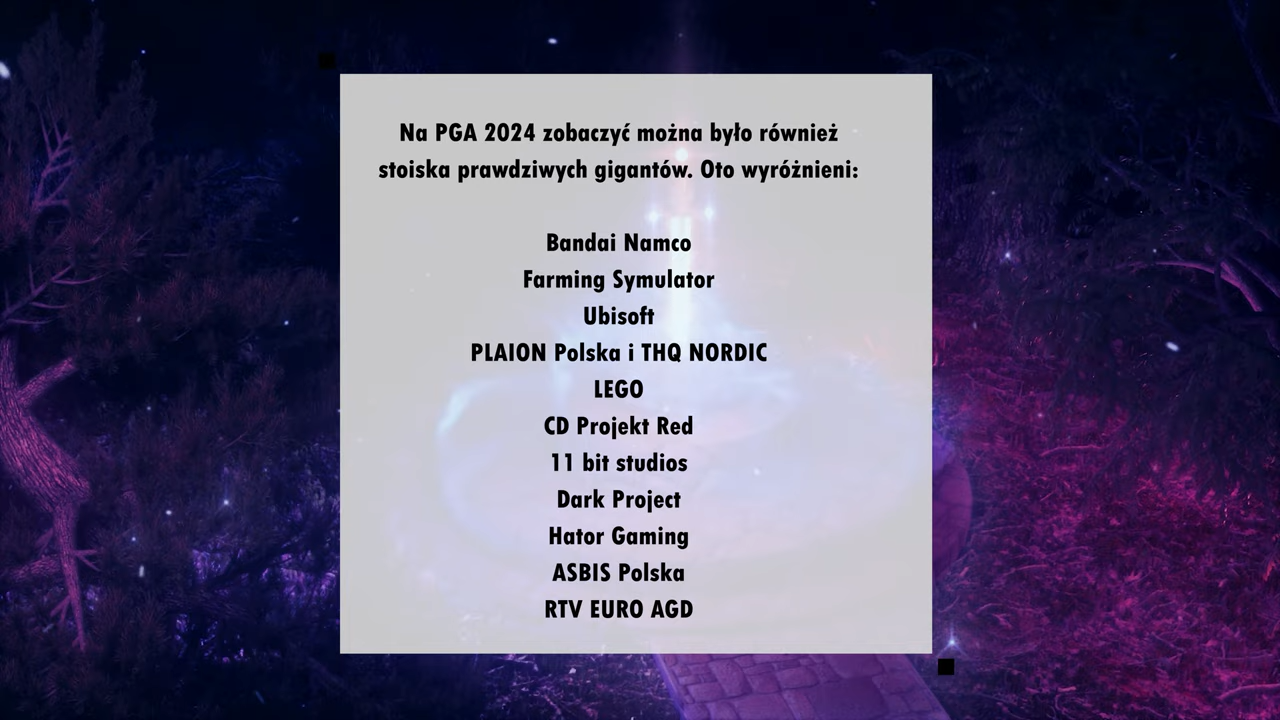 Na PGA 2024 zobaczyć można było również
stoiska prawdziwych gigantów. Oto wyróżnieni:
Bandai Namco
Farming Symulator
Ubisoft
PLAION Polska i THQ NORDIC
LEGO
CD Projekt Red
11 bit studios
Dark Project
Hator Gaming
ASBIS Polska
RTV EURO AGD